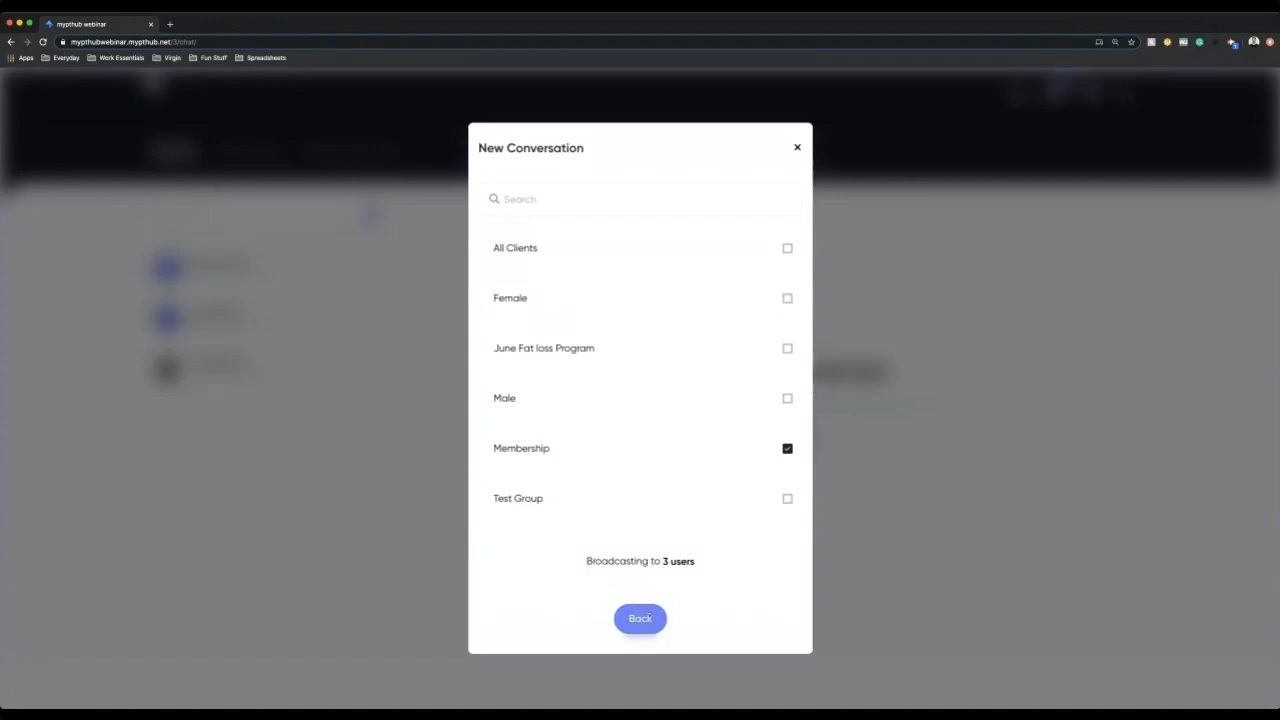 mypthub webinar
mypthubwebinar.mypthub.net/3/chat/
Apps Everyday Work Essentials Virgin Fun Stuff Spreadsheets
New Conversation
Search
All Clients
Female
June Fat loss Program
Male
Membership
Test Group
Broadcasting to 3 users
Back